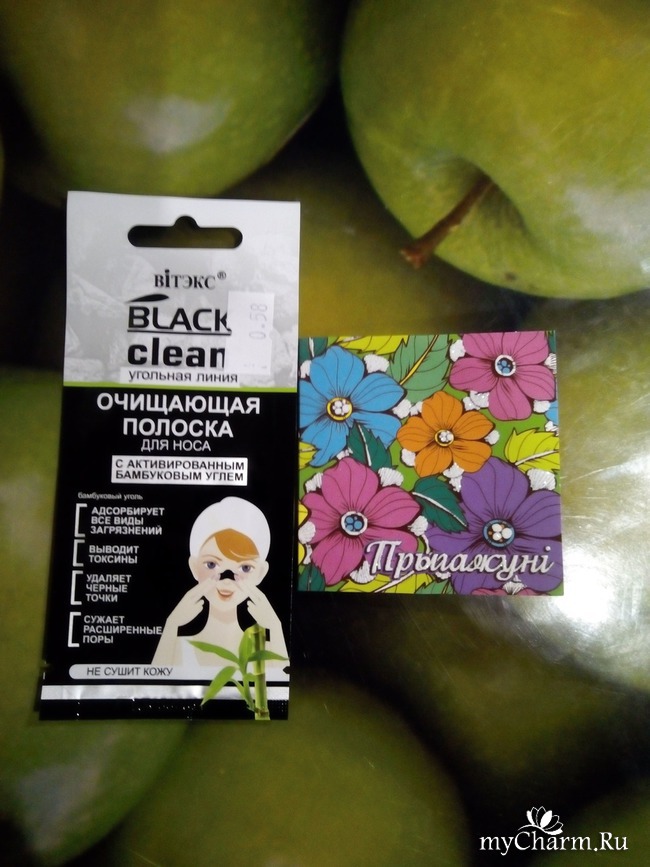 ВІТЭКС®
BLACK
clean
0.58
угольная линия
ОЧИЩАЮЩАЯ
ПОЛОСКА
ДЛЯ НОСА
С АКТИВИРОВАННЫМ
БАМБУКОВЫМ УГЛЕМ
бамбуковый уголь
АДСОРБИРУЕТ
ВСЕ ВИДЫ
ЗАГРЯЗНЕНИЙ
ВЫВОДИТ
ТОКСИНЫ
УДАЛЯЕТ
ЧЕРНЫЕ
ТОЧКИ
СУЖАЕТ
РАСШИРЕННЫЕ
ПОРЫ
НЕ СУШИТ КОЖУ
Прыгажуні
myCharm.Ru